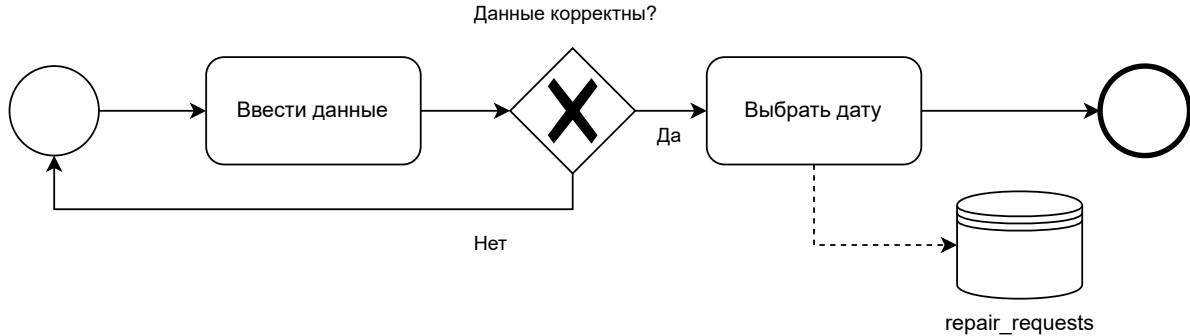 Данные корректны?
Ввести данные
Выбрать дату
Да
Нет
repair_requests